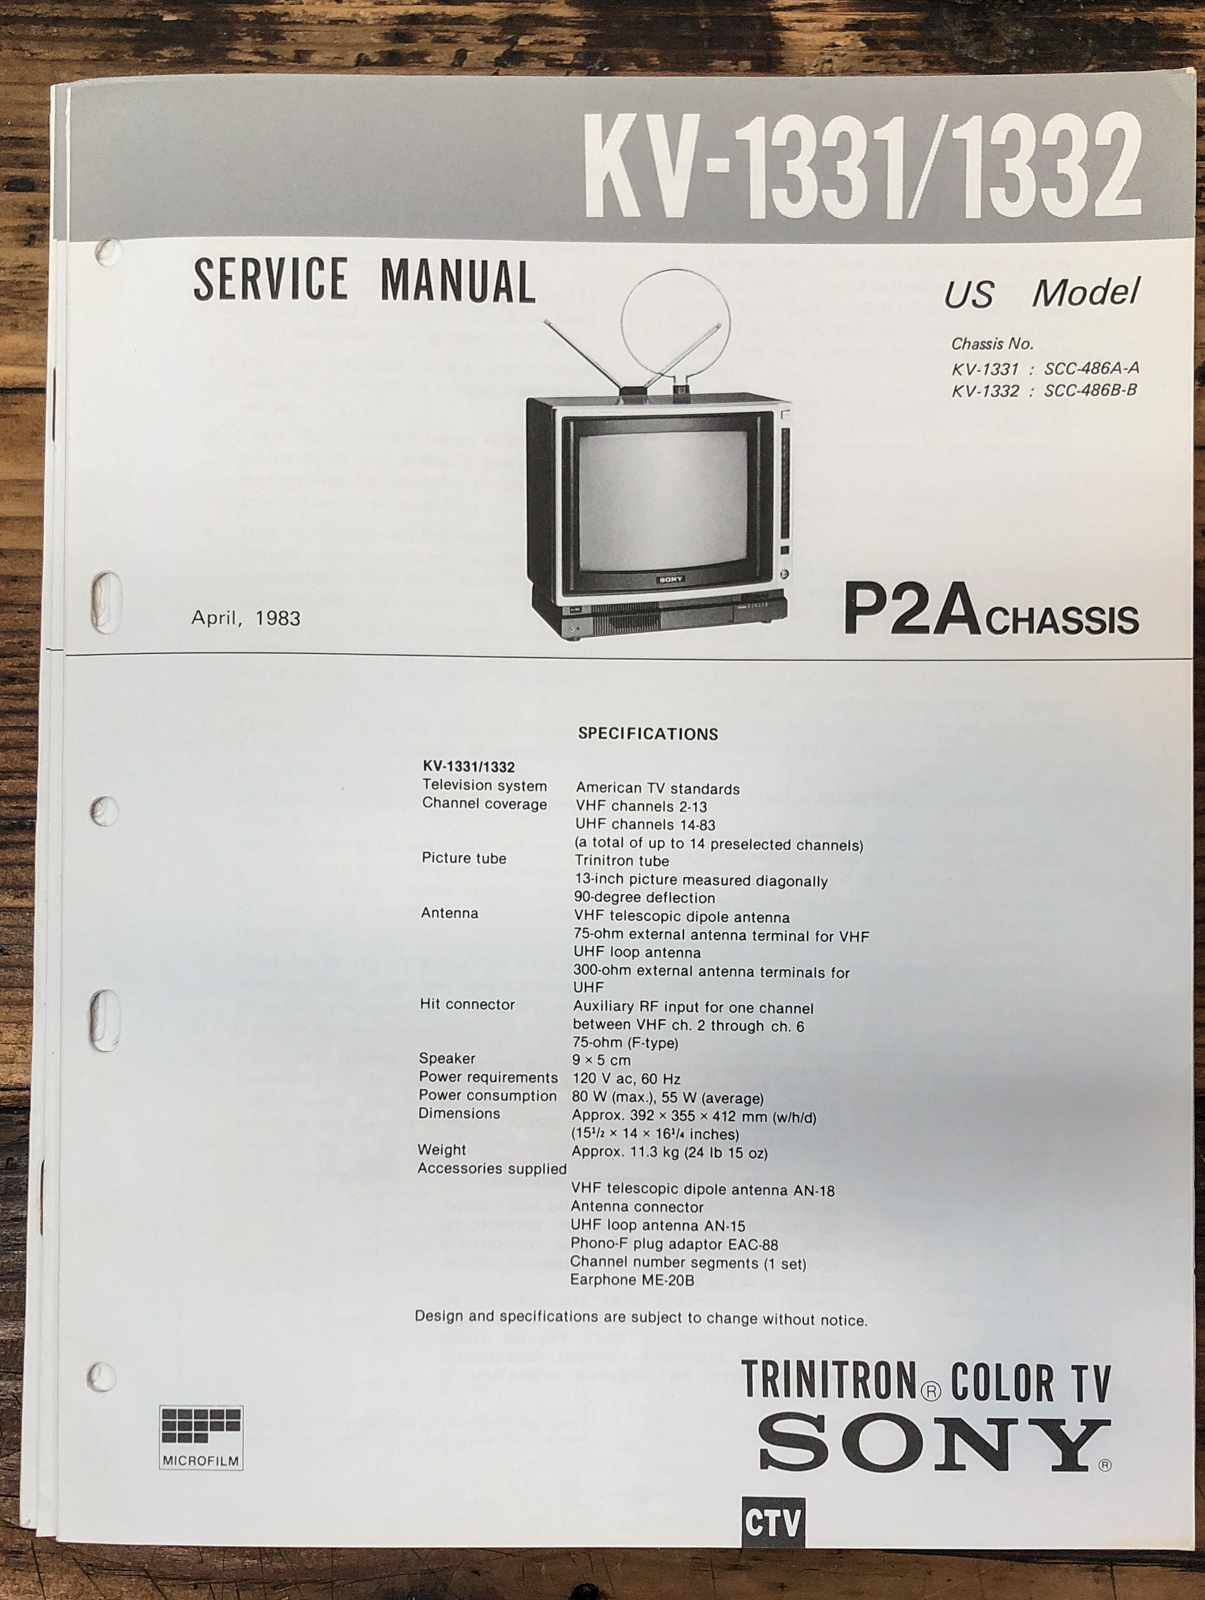 KV-1331/1332
SERVICE MANUAL
US Model
Chassis No.
KV-1331 : SCC-486A-A
KV-1332 : SCC-486B-B
SONY
April, 1983
P2A CHASSIS
SPECIFICATIONS
KV-1331/1332
Television system American TV standards
Channel coverage VHF channels 2-13
UHF channels 14-83
(a total of up to 14 preselected channels)
Picture tube Trinitron tube
13-inch picture measured diagonally
90-degree deflection
Antenna VHF telescopic dipole antenna
75-ohm external antenna terminal for VHF
UHF loop antenna
300-ohm external antenna terminals for
UHF
Hit connector Auxiliary RF input for one channel
between VHF ch. 2 through ch. 6
75-ohm (F-type)
Speaker 9 × 5 cm
Power requirements 120 V ac, 60 Hz
Power consumption 80 W (max.), 55 W (average)
Dimensions Approx. 392 × 355 × 412 mm (w/h/d)
(15 1/2 × 14 × 16 1/4 inches)
Weight Approx. 11.3 kg (24 lb 15 oz)
Accessories supplied
VHF telescopic dipole antenna AN-18
Antenna connector
UHF loop antenna AN-15
Phono-F plug adaptor EAC-88
Channel number segments (1 set)
Earphone ME-20B
Design and specifications are subject to change without notice.
TRINITRON® COLOR TV
SONY®
MICROFILM
CTV